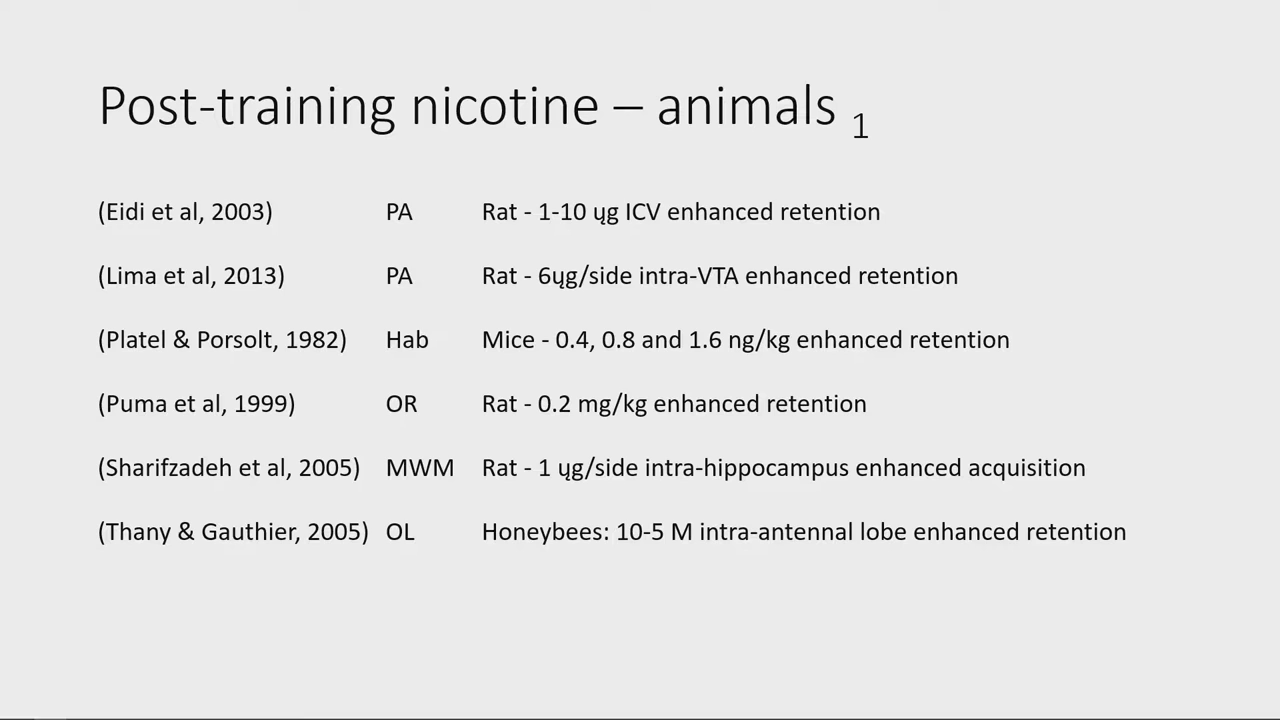 Post-training nicotine – animals 1
(Eidi et al, 2003) PA Rat - 1-10 ųg ICV enhanced retention
(Lima et al, 2013) PA Rat - 6ųg/side intra-VTA enhanced retention
(Platel & Porsolt, 1982) Hab Mice - 0.4, 0.8 and 1.6 ng/kg enhanced retention
(Puma et al, 1999) OR Rat - 0.2 mg/kg enhanced retention
(Sharifzadeh et al, 2005) MWM Rat - 1 ųg/side intra-hippocampus enhanced acquisition
(Thany & Gauthier, 2005) OL Honeybees: 10-5 M intra-antennal lobe enhanced retention